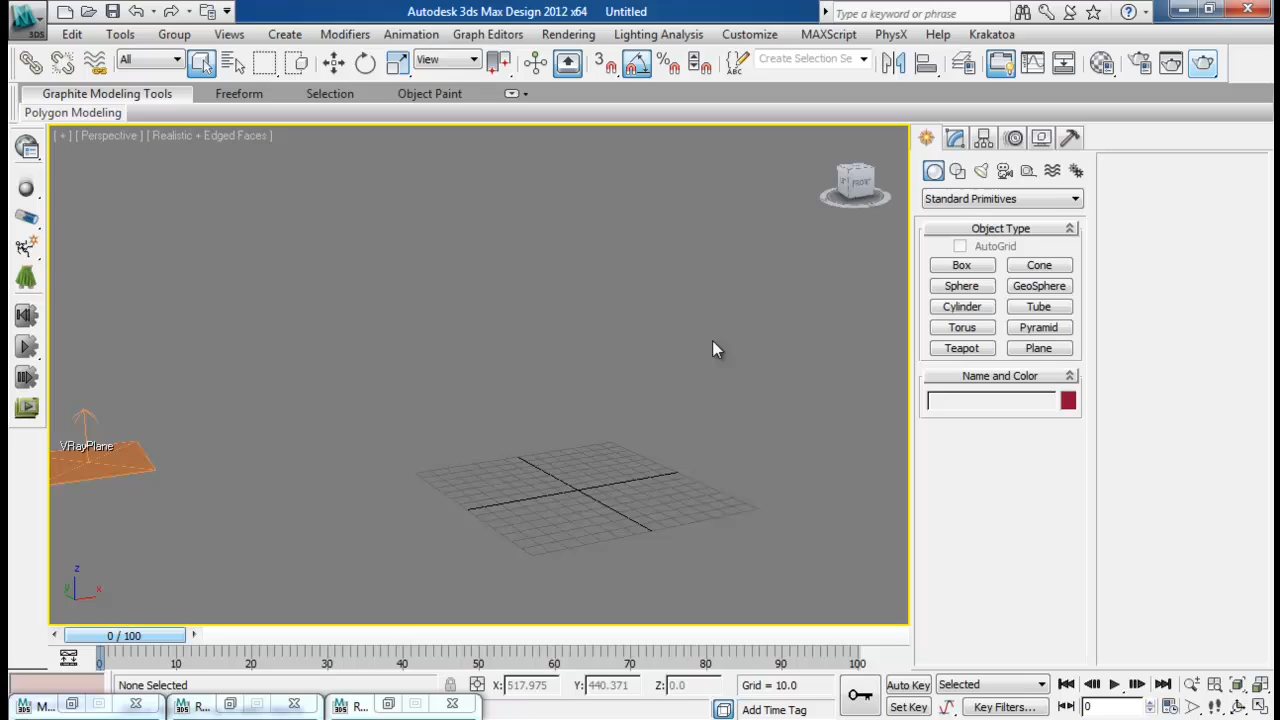 Autodesk 3ds Max Design 2012 x64 Untitled
Type a keyword or phrase
3DS
Edit Tools Group Views Create Modifiers Animation Graph Editors Rendering Lighting Analysis Customize MAXScript PhysX Help Krakatoa
All View 3 Create Selection Se ABC
Graphite Modeling Tools Freeform Selection Object Paint
Polygon Modeling
[ + ] [ Perspective ] [ Realistic + Edged Faces ]
FRONT
Standard Primitives
Object Type
AutoGrid
Box Cone
Sphere GeoSphere
Cylinder Tube
Torus Pyramid
Teapot Plane
Name and Color
VRayPlane
z
y x
0 / 100
0 10 20 30 40 50 60 70 80 90 100
None Selected X: 517.975 Y: 440.371 Z: 0.0 Grid = 10.0 Auto Key Selected
M... R... R... Add Time Tag Set Key Key Filters... 0